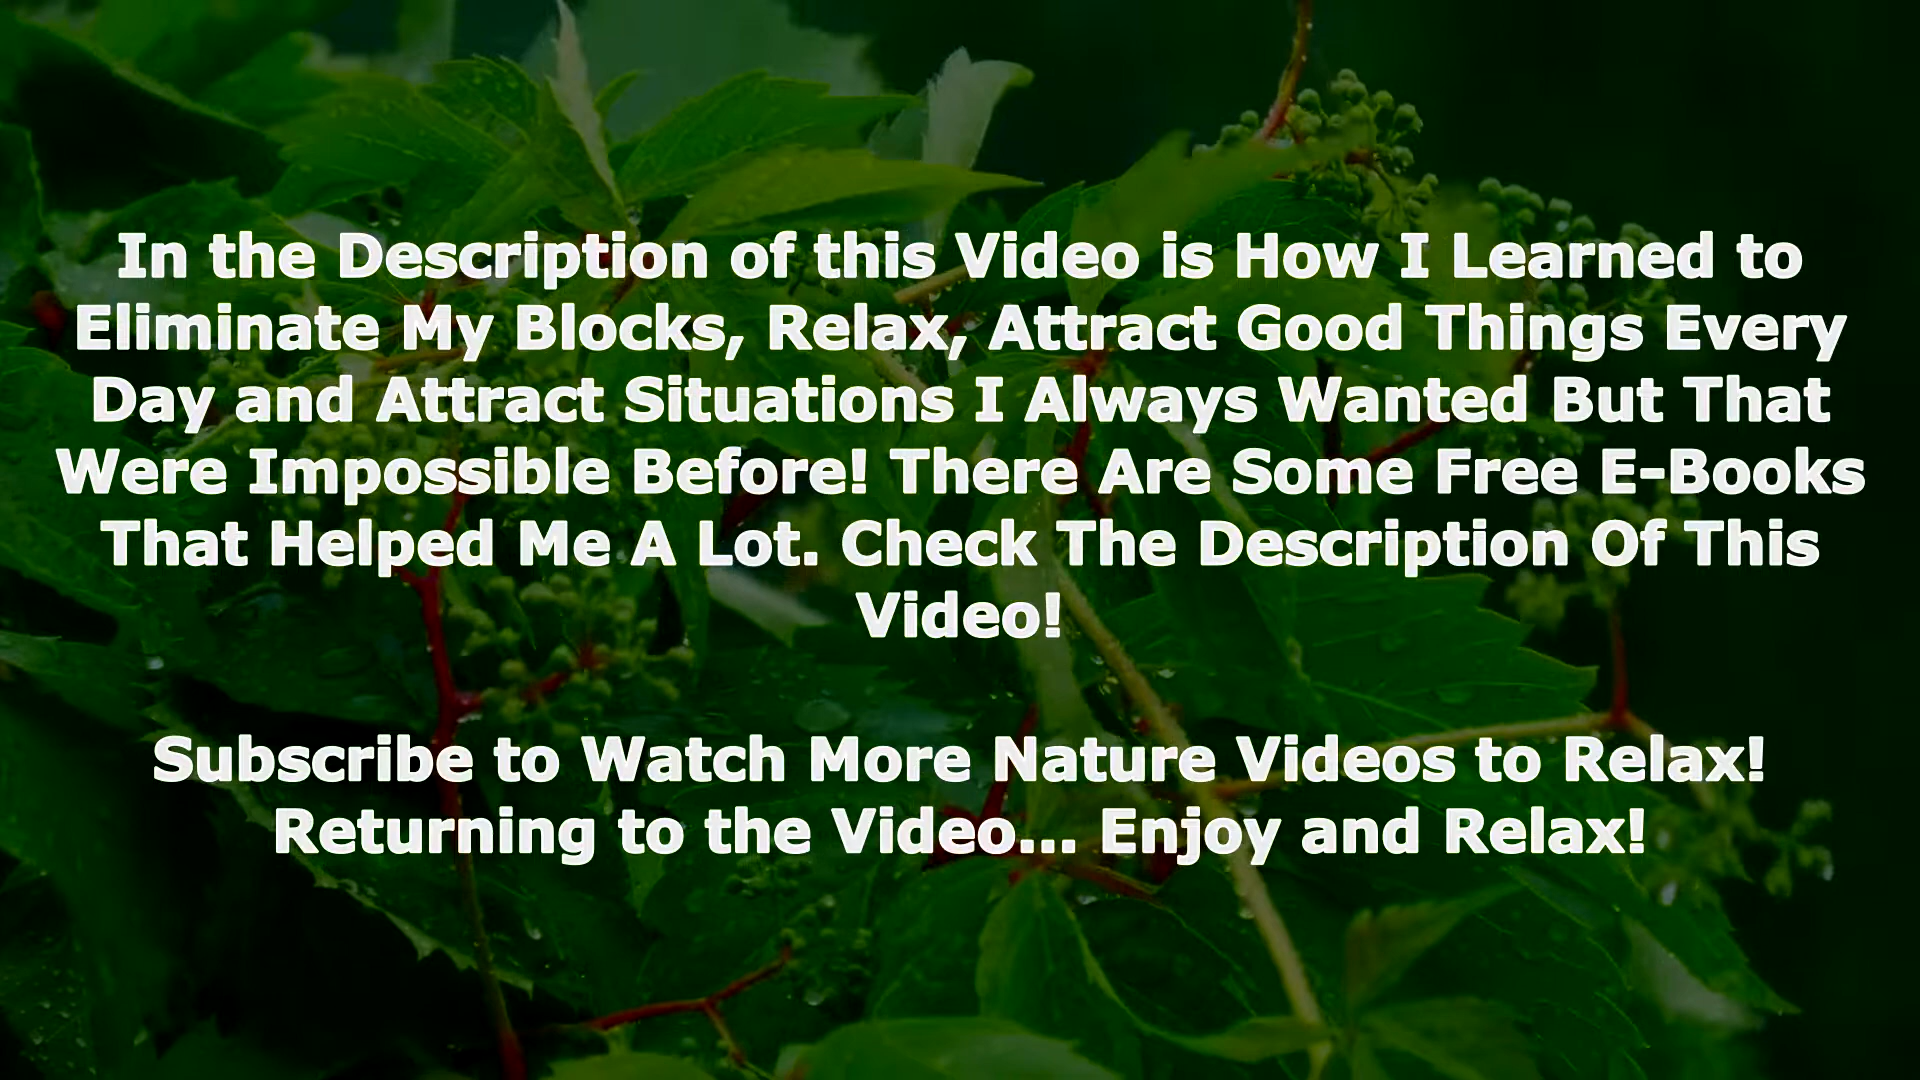 In the Description of this Video is How I Learned to
Eliminate My Blocks, Relax, Attract Good Things Every
Day and Attract Situations I Always Wanted But That
Were Impossible Before! There Are Some Free E-Books
That Helped Me A Lot. Check The Description Of This
Video!
Subscribe to Watch More Nature Videos to Relax!
Returning to the Video... Enjoy and Relax!